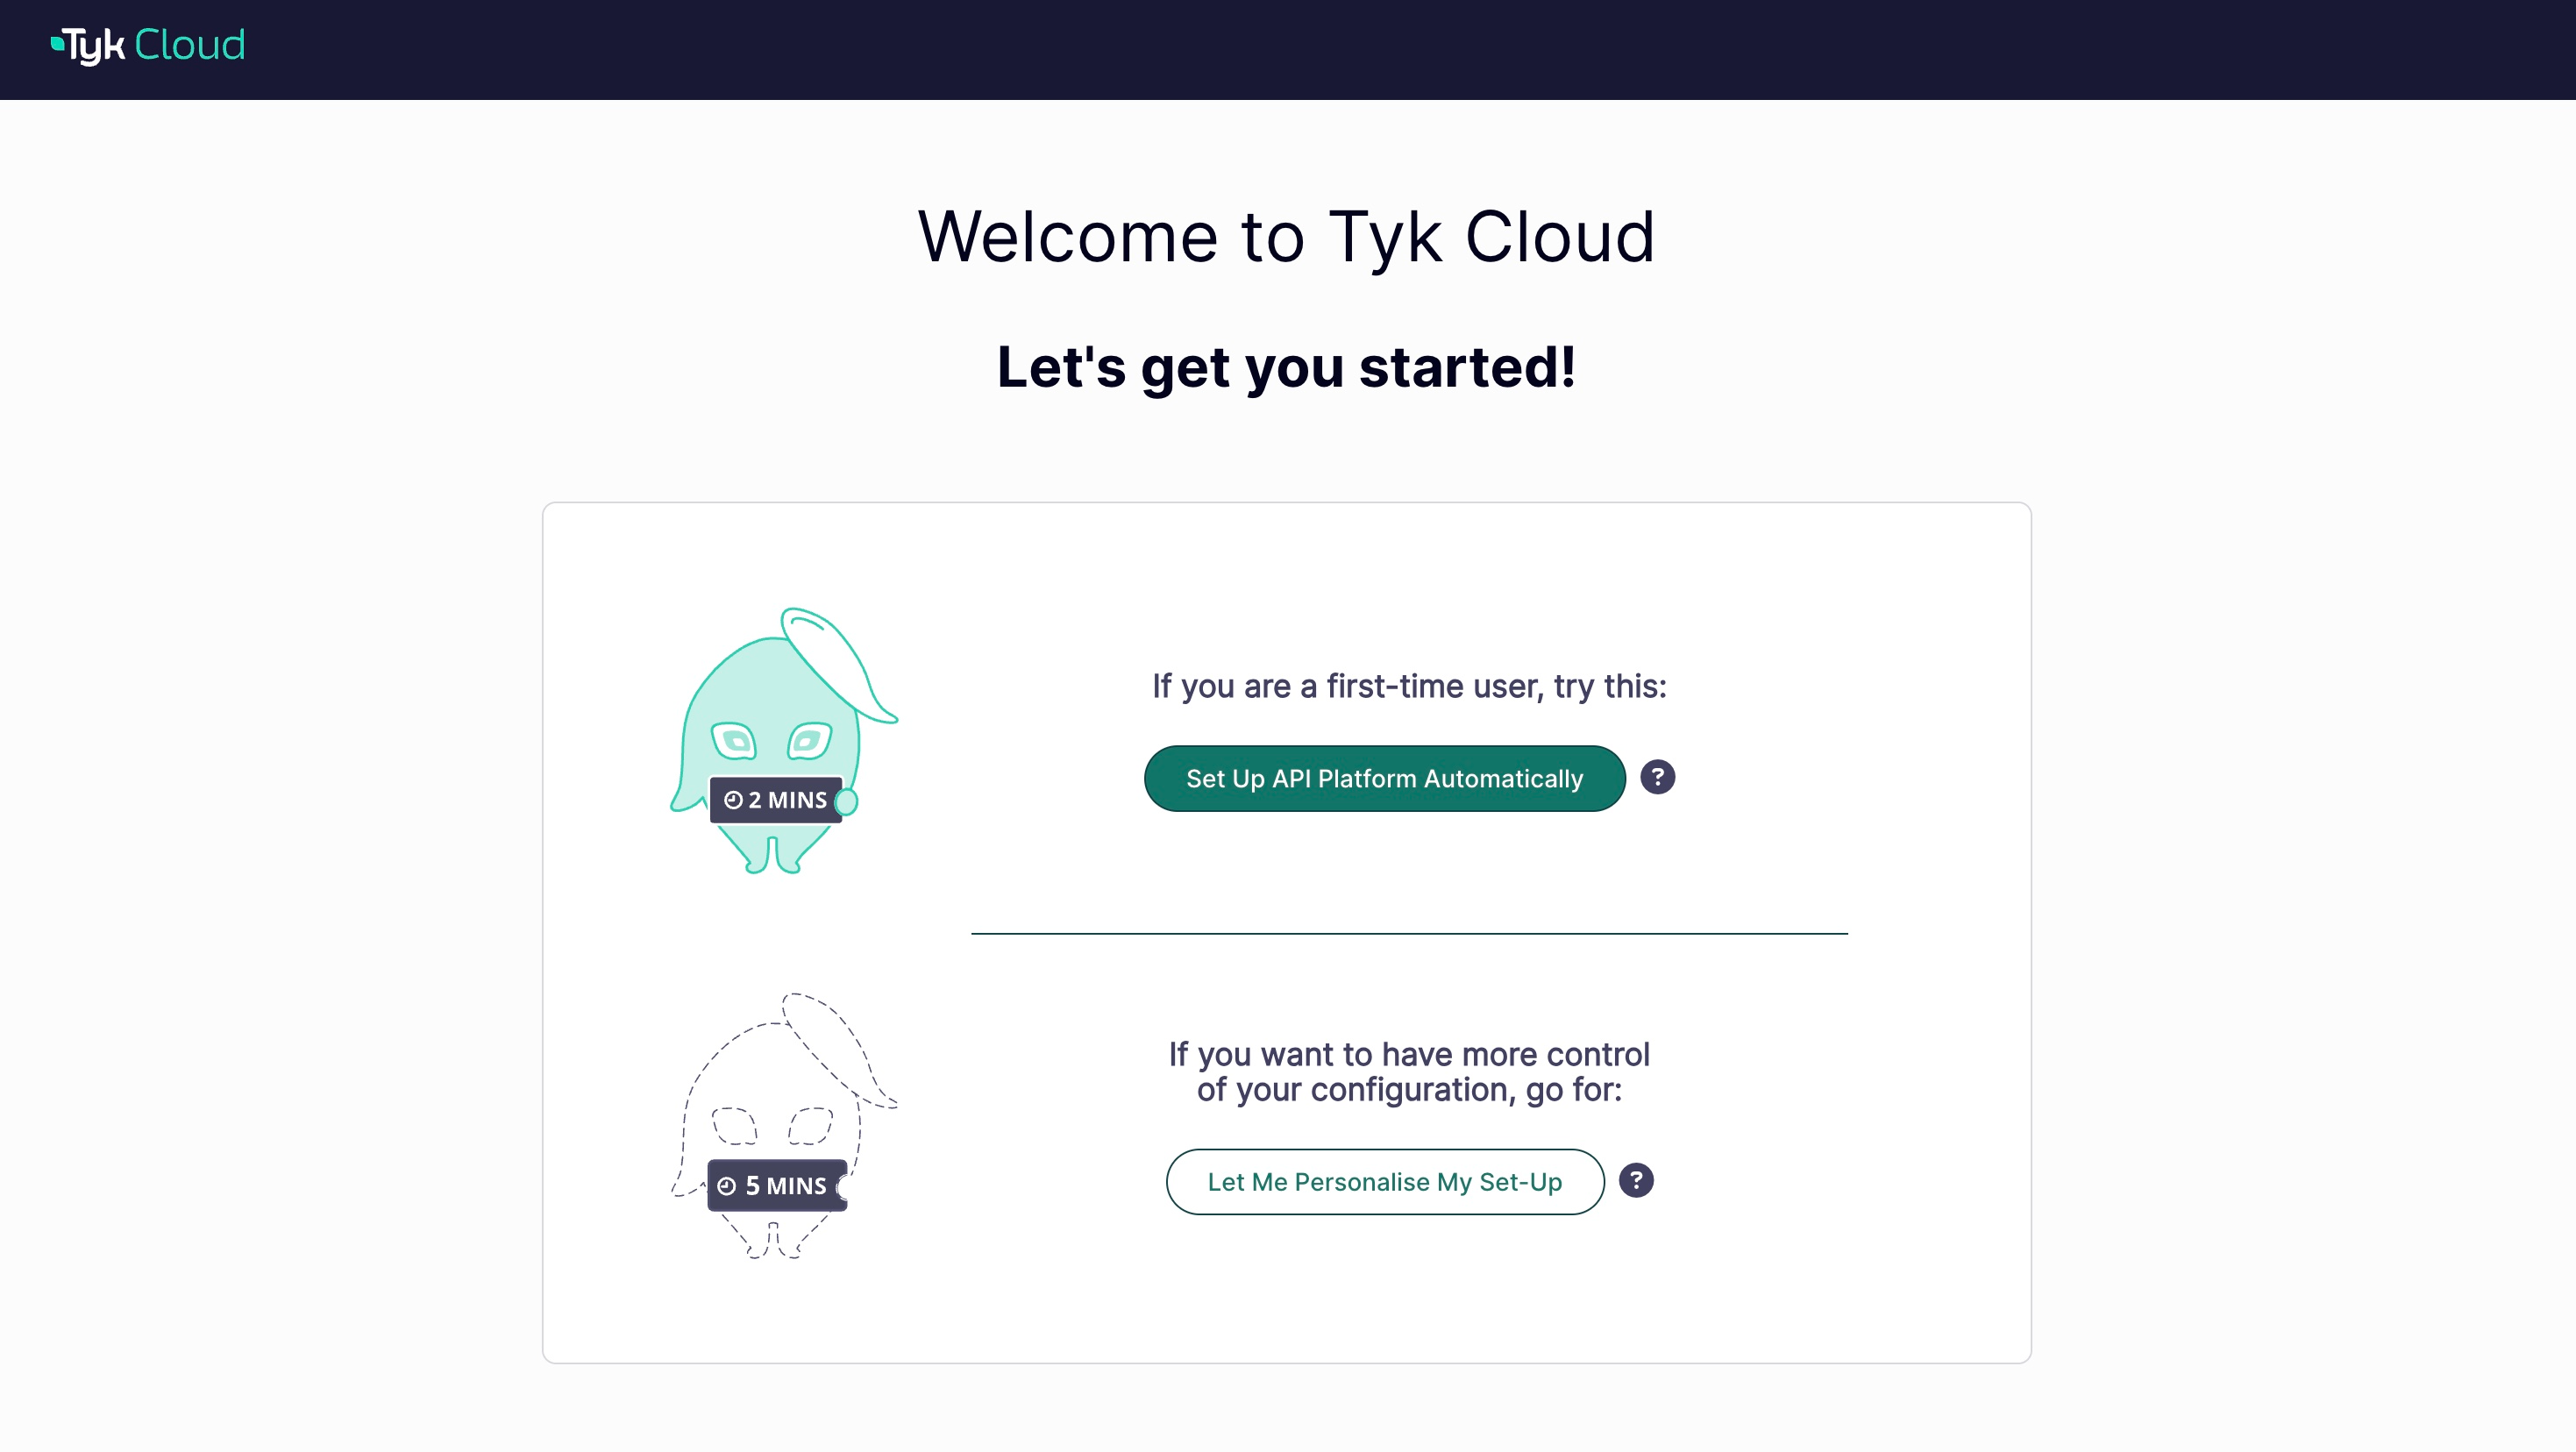 Tyk Cloud
Welcome to Tyk Cloud
Let's get you started!
If you are a first-time user, try this:
2 MINS
Set Up API Platform Automatically ?
If you want to have more control
of your configuration, go for:
5 MINS
Let Me Personalise My Set-Up ?